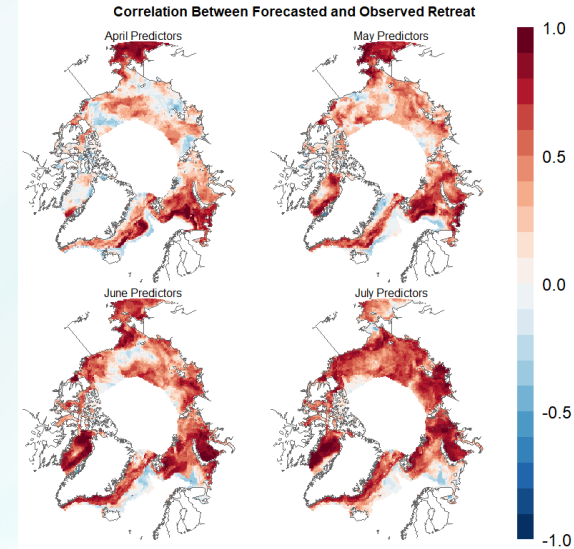 Correlation Between Forecasted and Observed Retreat
April Predictors
May Predictors
June Predictors
July Predictors
1.0
0.5
0.0
-0.5
-1.0